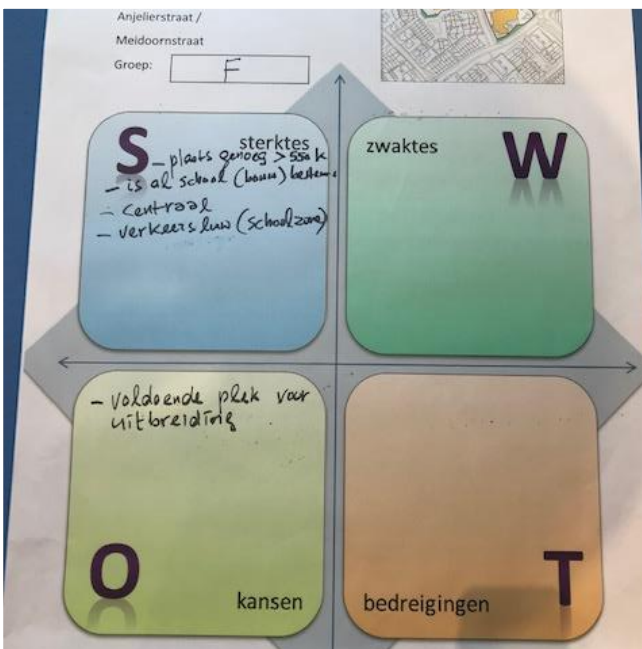 Anjelierstraat /
Meidoornstraat
Groep: F
S sterktes
– plaats genoeg > 550 k
– is al school (bouw) bestem
– centraal
– verkeersluw (schoolzone)
zwaktes W
– voldoende plek voor
uitbreiding
O kansen
bedreigingen T